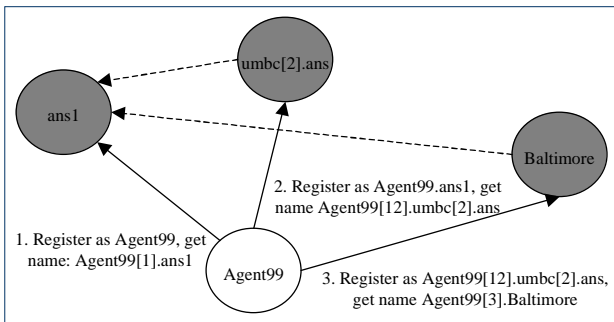 umbc[2].ans
ans1
Baltimore
2. Register as Agent99.ans1, get
name Agent99[12].umbc[2].ans
1. Register as Agent99, get
name: Agent99[1].ans1
Agent99
3. Register as Agent99[12].umbc[2].ans,
get name Agent99[3].Baltimore